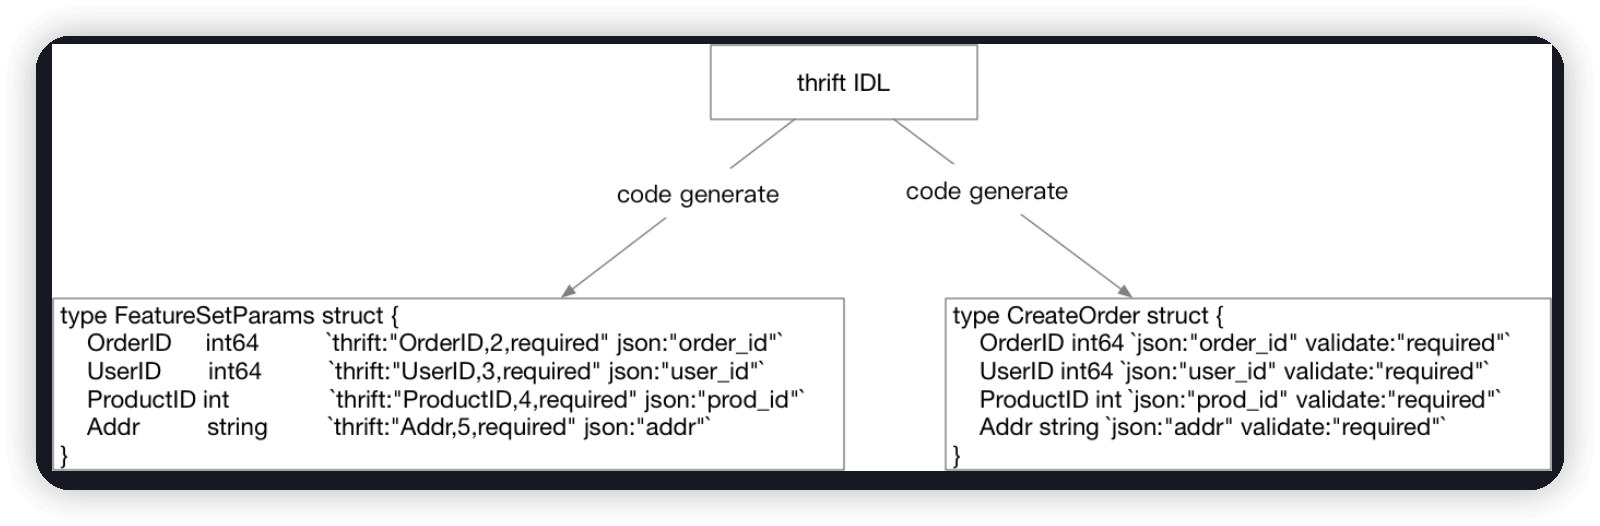 thrift IDL
code generate
code generate
type FeatureSetParams struct {
OrderID int64 `thrift:"OrderID,2,required" json:"order_id"`
UserID int64 `thrift:"UserID,3,required" json:"user_id"`
ProductID int `thrift:"ProductID,4,required" json:"prod_id"`
Addr string `thrift:"Addr,5,required" json:"addr"`
}
type CreateOrder struct {
OrderID int64 `json:"order_id" validate:"required"`
UserID int64 `json:"user_id" validate:"required"`
ProductID int `json:"prod_id" validate:"required"`
Addr string `json:"addr" validate:"required"`
}